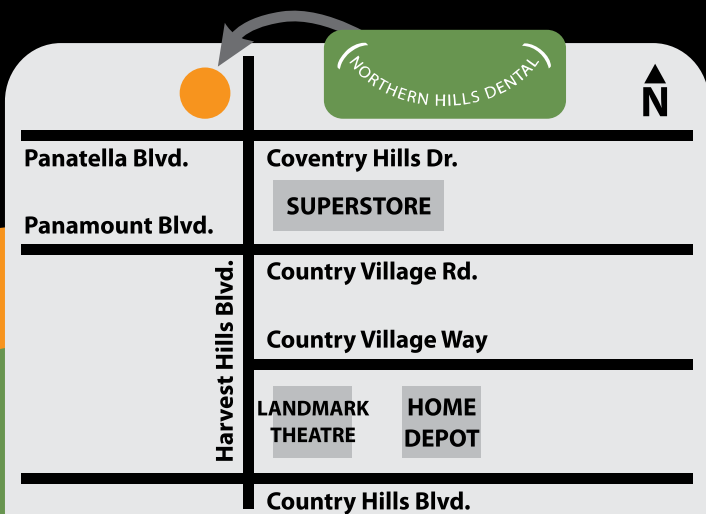 NORTHERN HILLS DENTAL
N
Panatella Blvd.
Coventry Hills Dr.
SUPERSTORE
Panamount Blvd.
Country Village Rd.
Harvest Hills Blvd.
Country Village Way
LANDMARK
THEATRE
HOME
DEPOT
Country Hills Blvd.